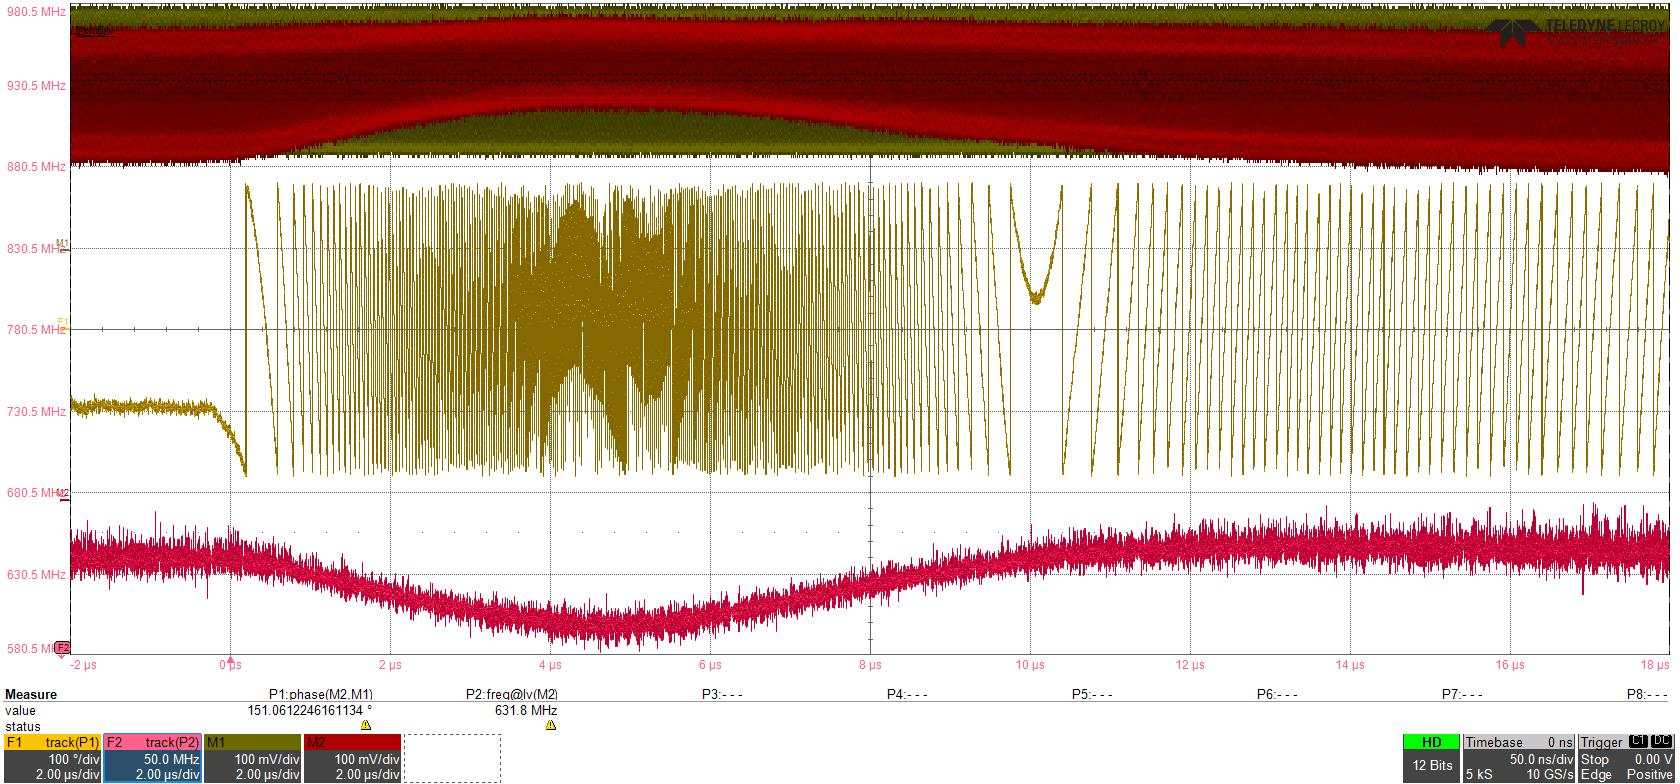 980.5 MHz
TELEDYNE LECROY
930.5 MHz
880.5 MHz
M1
830.5 MHz
F1
780.5 MHz
730.5 MHz
680.5 MHz
M2
630.5 MHz
580.5 MHz
F2
-2 µs 0 µs 2 µs 4 µs 6 µs 8 µs 10 µs 12 µs 14 µs 16 µs 18 µs
Measure P1:phase(M2,M1) P2:freq@lv(M2) P3:- - - P4:- - - P5:- - - P6:- - - P7:- - - P8:- - -
value 151.0612246161134 ° 631.8 MHz
status
F1 track(P1) F2 track(P2) M1 M2 HD Timebase 0 ns Trigger C1 DC
100 °/div 50.0 MHz 100 mV/div 100 mV/div 12 Bits 50.0 ns/div Stop 0.00 V
2.00 µs/div 2.00 µs/div 2.00 µs/div 2.00 µs/div 5 kS 10 GS/s Edge Positive